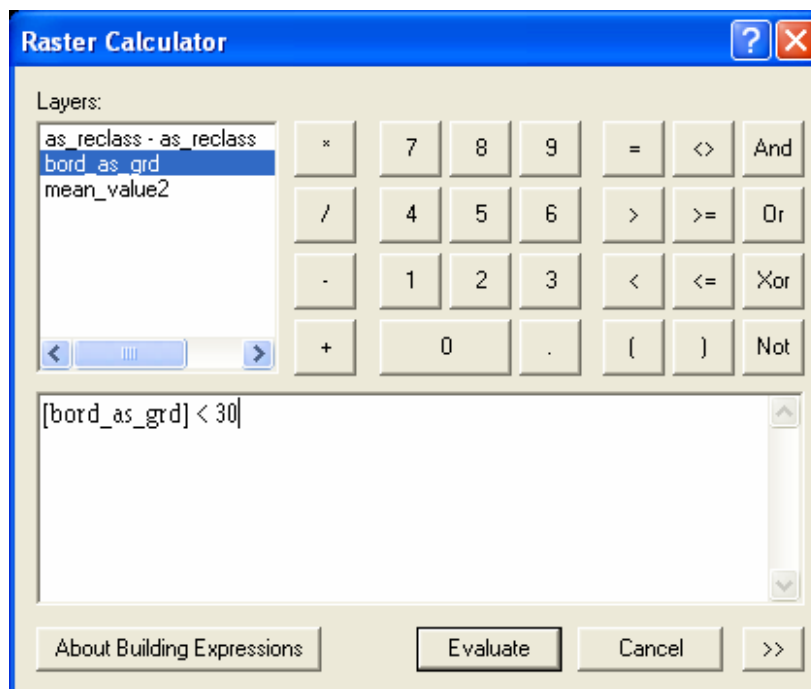 Raster Calculator
?
Layers:
as_reclass - as_reclass
bord_as_grd
mean_value2
* 7 8 9 = <> And
/ 4 5 6 > >= Or
- 1 2 3 < <= Xor
+ 0 . ( ) Not
[bord_as_grd] < 30
About Building Expressions Evaluate Cancel >>